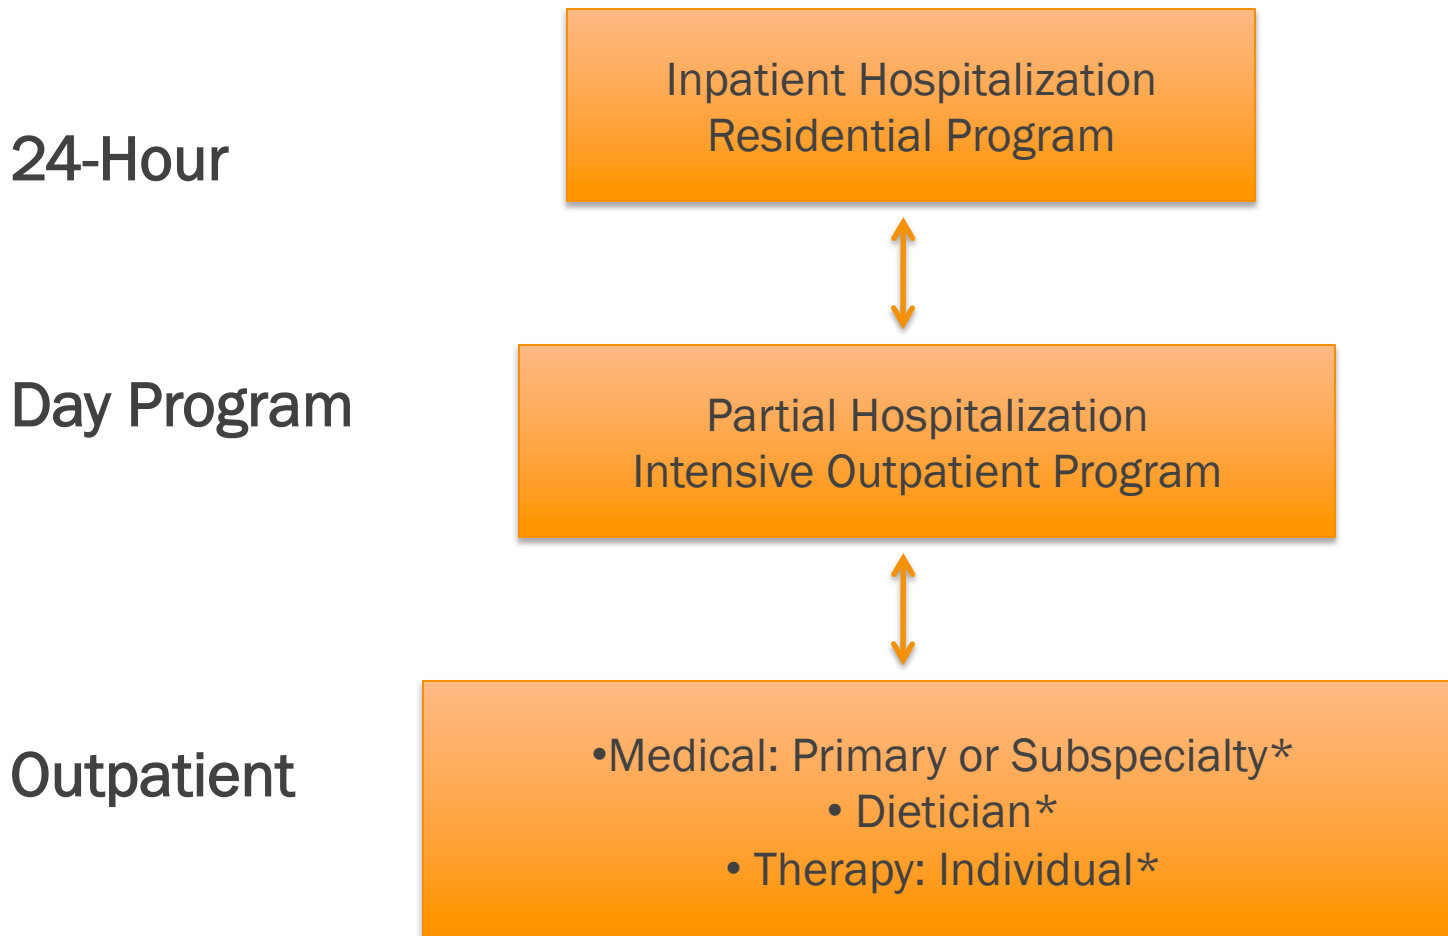 24-Hour
Inpatient Hospitalization
Residential Program
Day Program
Partial Hospitalization
Intensive Outpatient Program
Outpatient
•Medical: Primary or Subspecialty*
• Dietician*
• Therapy: Individual*